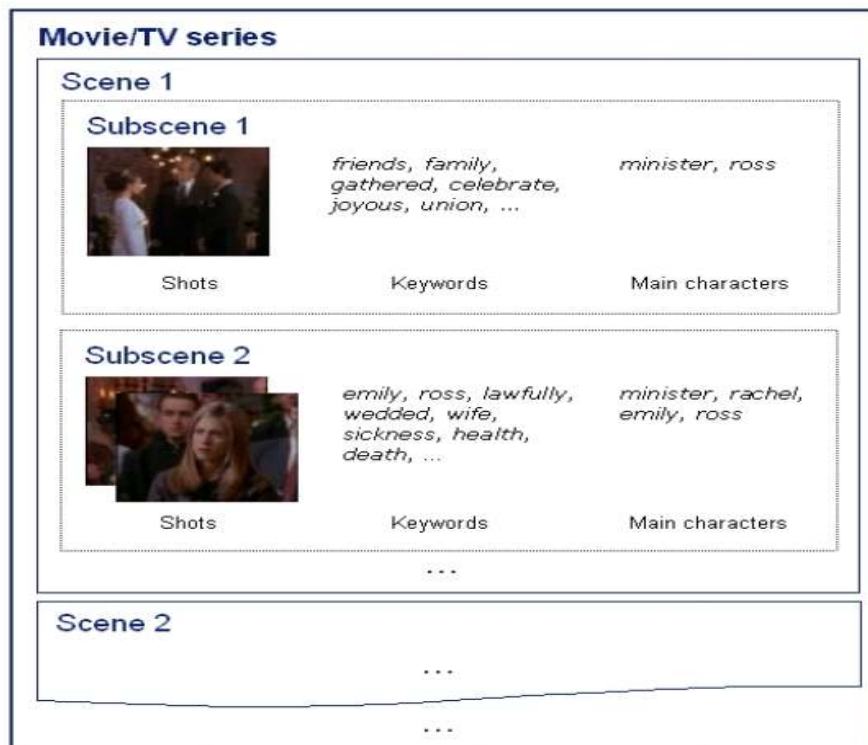 Movie/TV series
Scene 1
Subscene 1
friends, family,
gathered, celebrate,
joyous, union, ...
minister, ross
Shots
Keywords
Main characters
Subscene 2
emily, ross, lawfully,
wedded, wife,
sickness, health,
death, ...
minister, rachel,
emily, ross
Shots
Keywords
Main characters
...
Scene 2
...
...